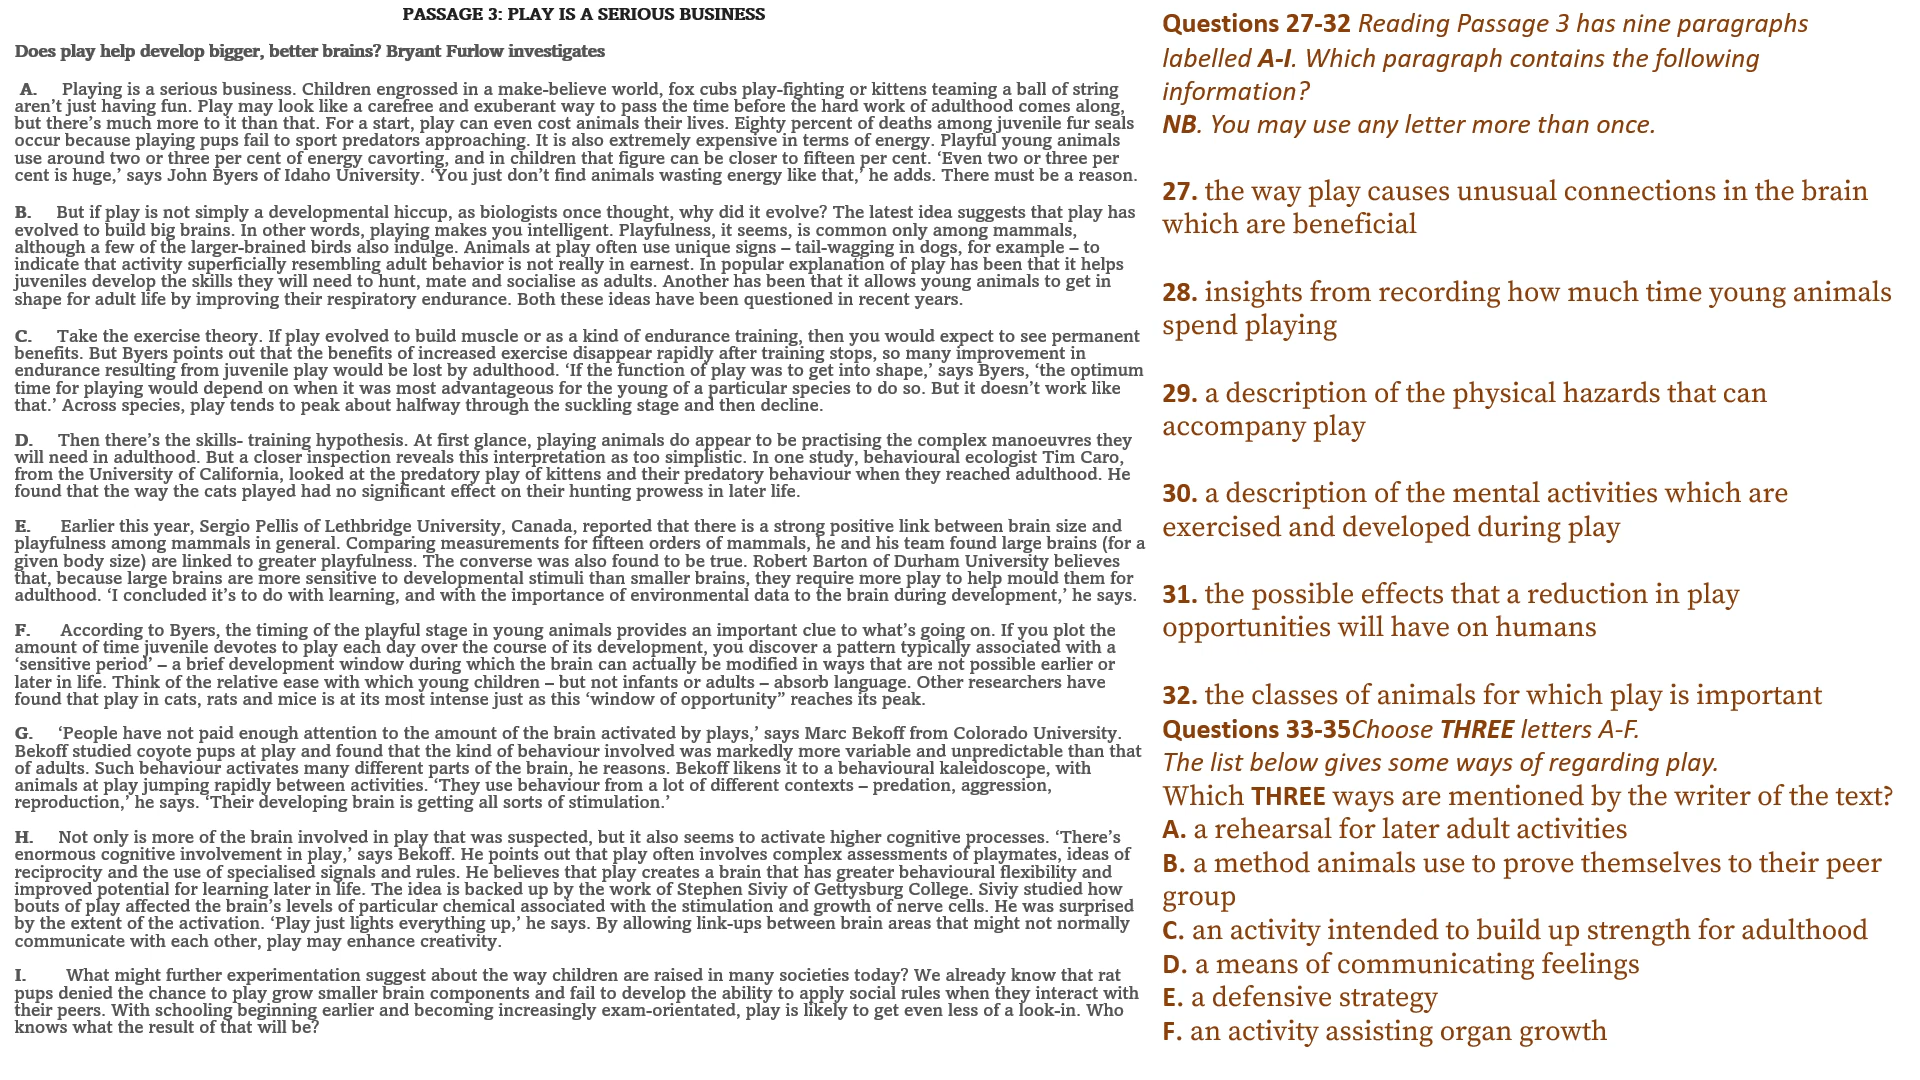 PASSAGE 3: PLAY IS A SERIOUS BUSINESS
Does play help develop bigger, better brains? Bryant Furlow investigates
A. Playing is a serious business. Children engrossed in a make-believe world, fox cubs play-fighting or kittens teaming a ball of string
aren't just having fun. Play may look like a carefree and exuberant way to pass the time before the hard work of adulthood comes along,
but there's much more to it than that. For a start, play can even cost animals their lives. Eighty percent of deaths among juvenile fur seals
occur because playing pups fail to sport predators approaching. It is also extremely expensive in terms of energy. Playful young animals
use around two or three per cent of energy cavorting, and in children that figure can be closer to fifteen per cent. 'Even two or three per
cent is huge,' says John Byers of Idaho University. 'You just don't find animals wasting energy like that,' he adds. There must be a reason.
B. But if play is not simply a developmental hiccup, as biologists once thought, why did it evolve? The latest idea suggests that play has
evolved to build big brains. In other words, playing makes you intelligent. Playfulness, it seems, is common only among mammals,
although a few of the larger-brained birds also indulge. Animals at play often use unique signs – tail-wagging in dogs, for example – to
indicate that activity superficially resembling adult behavior is not really in earnest. In popular explanation of play has been that it helps
juveniles develop the skills they will need to hunt, mate and socialise as adults. Another has been that it allows young animals to get in
shape for adult life by improving their respiratory endurance. Both these ideas have been questioned in recent years.
C. Take the exercise theory. If play evolved to build muscle or as a kind of endurance training, then you would expect to see permanent
benefits. But Byers points out that the benefits of increased exercise disappear rapidly after training stops, so many improvement in
endurance resulting from juvenile play would be lost by adulthood. 'If the function of play was to get into shape,' says Byers, 'the optimum
time for playing would depend on when it was most advantageous for the young of a particular species to do so. But it doesn't work like
that.' Across species, play tends to peak about halfway through the suckling stage and then decline.
D. Then there's the skills- training hypothesis. At first glance, playing animals do appear to be practising the complex manoeuvres they
will need in adulthood. But a closer inspection reveals this interpretation as too simplistic. In one study, behavioural ecologist Tim Caro,
from the University of California, looked at the predatory play of kittens and their predatory behaviour when they reached adulthood. He
found that the way the cats played had no significant effect on their hunting prowess in later life.
E. Earlier this year, Sergio Pellis of Lethbridge University, Canada, reported that there is a strong positive link between brain size and
playfulness among mammals in general. Comparing measurements for fifteen orders of mammals, he and his team found large brains (for a
given body size) are linked to greater playfulness. The converse was also found to be true. Robert Barton of Durham University believes
that, because large brains are more sensitive to developmental stimuli than smaller brains, they require more play to help mould them for
adulthood. 'I concluded it's to do with learning, and with the importance of environmental data to the brain during development,' he says.
F. According to Byers, the timing of the playful stage in young animals provides an important clue to what's going on. If you plot the
amount of time juvenile devotes to play each day over the course of its development, you discover a pattern typically associated with a
'sensitive period' – a brief development window during which the brain can actually be modified in ways that are not possible earlier or
later in life. Think of the relative ease with which young children – but not infants or adults – absorb language. Other researchers have
found that play in cats, rats and mice is at its most intense just as this 'window of opportunity" reaches its peak.
G. 'People have not paid enough attention to the amount of the brain activated by plays,' says Marc Bekoff from Colorado University.
Bekoff studied coyote pups at play and found that the kind of behaviour involved was markedly more variable and unpredictable than that
of adults. Such behaviour activates many different parts of the brain, he reasons. Bekoff likens it to a behavioural kaleidoscope, with
animals at play jumping rapidly between activities. 'They use behaviour from a lot of different contexts – predation, aggression,
reproduction,' he says. 'Their developing brain is getting all sorts of stimulation.'
H. Not only is more of the brain involved in play that was suspected, but it also seems to activate higher cognitive processes. 'There's
enormous cognitive involvement in play,' says Bekoff. He points out that play often involves complex assessments of playmates, ideas of
reciprocity and the use of specialised signals and rules. He believes that play creates a brain that has greater behavioural flexibility and
improved potential for learning later in life. The idea is backed up by the work of Stephen Siviy of Gettysburg College. Siviy studied how
bouts of play affected the brain's levels of particular chemical associated with the stimulation and growth of nerve cells. He was surprised
by the extent of the activation. 'Play just lights everything up,' he says. By allowing link-ups between brain areas that might not normally
communicate with each other, play may enhance creativity.
I. What might further experimentation suggest about the way children are raised in many societies today? We already know that rat
pups denied the chance to play grow smaller brain components and fail to develop the ability to apply social rules when they interact with
their peers. With schooling beginning earlier and becoming increasingly exam-orientated, play is likely to get even less of a look-in. Who
knows what the result of that will be?
Questions 27-32 Reading Passage 3 has nine paragraphs
labelled A-I. Which paragraph contains the following
information?
NB. You may use any letter more than once.
27. the way play causes unusual connections in the brain
which are beneficial
28. insights from recording how much time young animals
spend playing
29. a description of the physical hazards that can
accompany play
30. a description of the mental activities which are
exercised and developed during play
31. the possible effects that a reduction in play
opportunities will have on humans
32. the classes of animals for which play is important
Questions 33-35Choose THREE letters A-F.
The list below gives some ways of regarding play.
Which THREE ways are mentioned by the writer of the text?
A. a rehearsal for later adult activities
B. a method animals use to prove themselves to their peer
group
C. an activity intended to build up strength for adulthood
D. a means of communicating feelings
E. a defensive strategy
F. an activity assisting organ growth